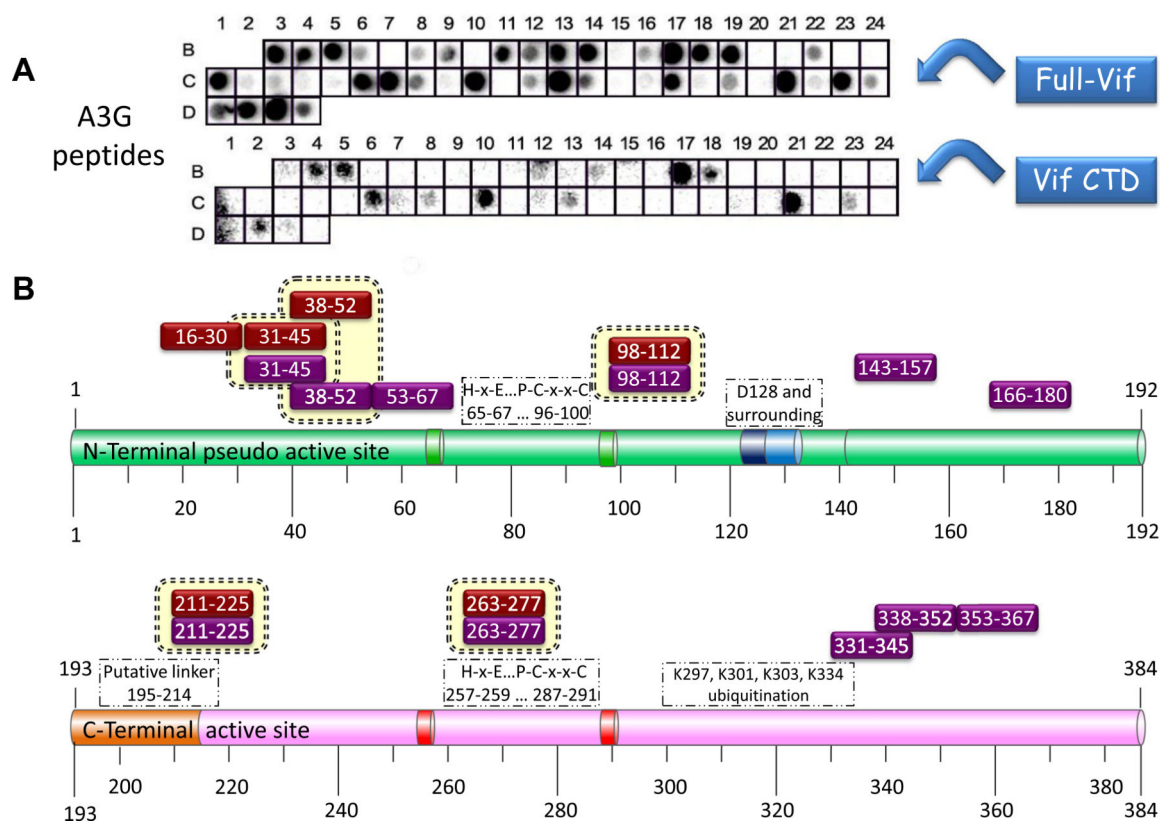 A
A3G
peptides
1 2 3 4 5 6 7 8 9 10 11 12 13 14 15 16 17 18 19 20 21 22 23 24
B
C
D
Full-Vif
1 2 3 4 5 6 7 8 9 10 11 12 13 14 15 16 17 18 19 20 21 22 23 24
B
C
D
Vif CTD
B
38-52
16-30 31-45
31-45
38-52 53-67
98-112
98-112
143-157
166-180
H-x-E...P-C-x-x-C
65-67 ... 96-100
D128 and
surrounding
1
192
N-Terminal pseudo active site
20 60 100 140 180
1 40 80 120 160 192
211-225
211-225
263-277
263-277
338-352 353-367
331-345
Putative linker
195-214
H-x-E...P-C-x-x-C
257-259 ... 287-291
K297, K301, K303, K334
ubiquitination
193
384
C-Terminal active site
200 240 280 320 360
193 220 260 300 340 380 384